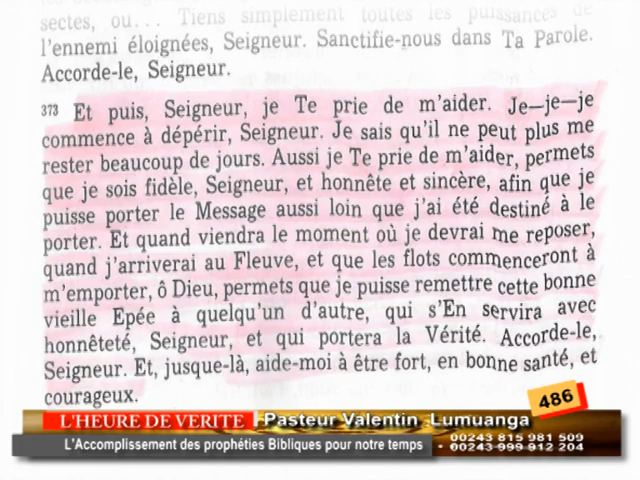 sectes, ou... Tiens simplement toutes les puissances de
l'ennemi éloignées, Seigneur. Sanctifie-nous dans Ta Parole.
Accorde-le, Seigneur.
373 Et puis, Seigneur, je Te prie de m'aider. Je—je—je
commence à dépérir, Seigneur. Je sais qu'il ne peut plus me
rester beaucoup de jours. Aussi je Te prie de m'aider, permets
que je sois fidèle, Seigneur, et honnête et sincère, afin que je
puisse porter le Message aussi loin que j'ai été destiné à le
porter. Et quand viendra le moment où je devrai me reposer,
quand j'arriverai au Fleuve, et que les flots commenceront à
m'emporter, ô Dieu, permets que je puisse remettre cette bonne
vieille Epée à quelqu'un d'autre, qui s'En servira avec
honnêteté, Seigneur, et qui portera la Vérité. Accorde-le,
Seigneur. Et, jusque-là, aide-moi à être fort, en bonne santé, et
courageux.
486
L'HEURE DE VERITE Pasteur Valentin Lumuanga
L'Accomplissement des prophéties Bibliques pour notre temps • 00243 815 981 509
- 00243 999 912 204